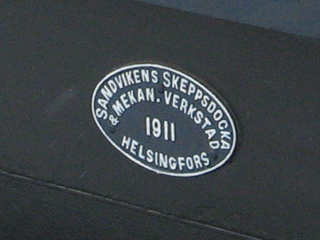 SANDVIKENS SKEPPSDOCKA
& MEKAN. VERKSTAD
1911
HELSINGFORS